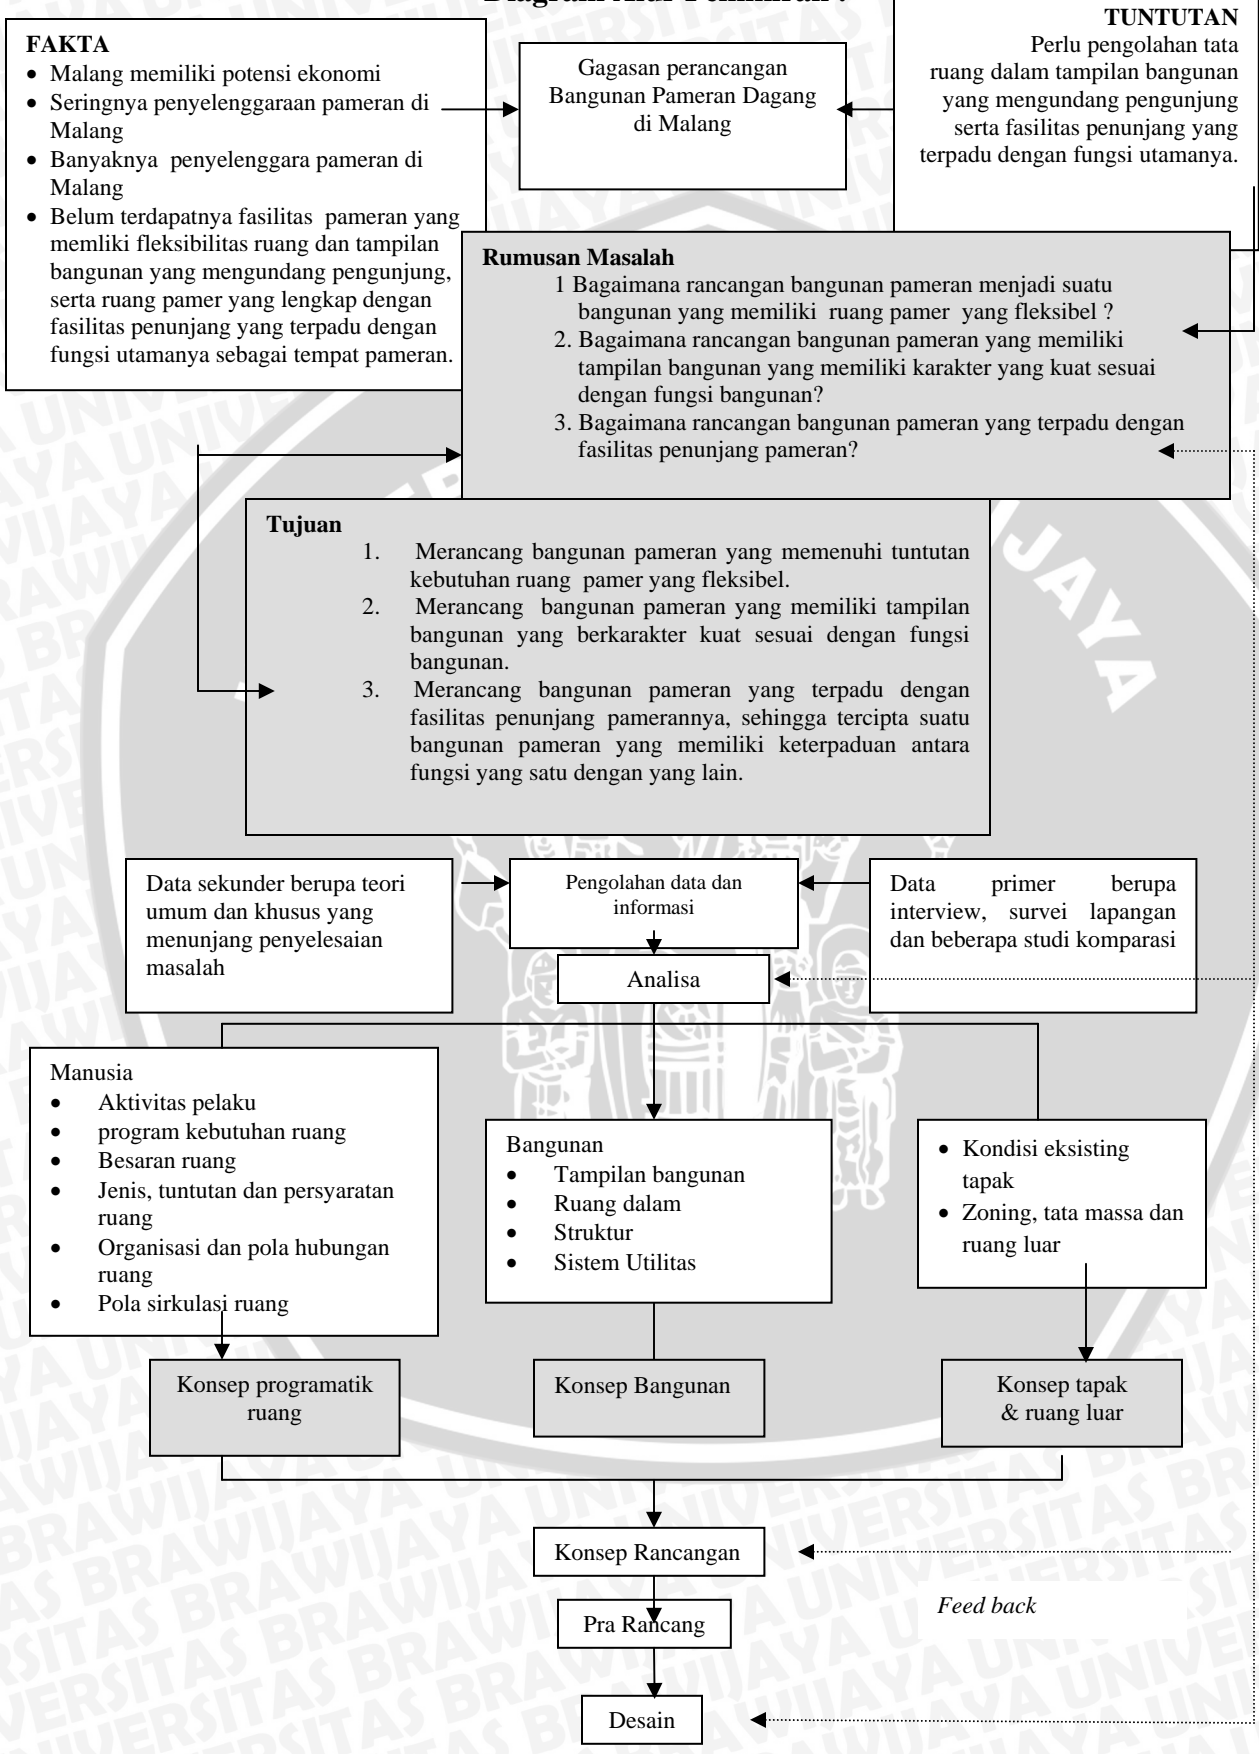 Diagram Alur Pemikiran :
FAKTA
• Malang memiliki potensi ekonomi
• Seringnya penyelenggaraan pameran di
Malang
• Banyaknya penyelenggara pameran di
Malang
• Belum terdapatnya fasilitas pameran yang
memliki fleksibilitas ruang dan tampilan
bangunan yang mengundang pengunjung,
serta ruang pamer yang lengkap dengan
fasilitas penunjang yang terpadu dengan
fungsi utamanya sebagai tempat pameran.
Gagasan perancangan
Bangunan Pameran Dagang
di Malang
TUNTUTAN
Perlu pengolahan tata
ruang dalam tampilan bangunan
yang mengundang pengunjung
serta fasilitas penunjang yang
terpadu dengan fungsi utamanya.
Rumusan Masalah
1 Bagaimana rancangan bangunan pameran menjadi suatu
bangunan yang memiliki ruang pamer yang fleksibel ?
2. Bagaimana rancangan bangunan pameran yang memiliki
tampilan bangunan yang memiliki karakter yang kuat sesuai
dengan fungsi bangunan?
3. Bagaimana rancangan bangunan pameran yang terpadu dengan
fasilitas penunjang pameran?
Tujuan
1. Merancang bangunan pameran yang memenuhi tuntutan
kebutuhan ruang pamer yang fleksibel.
2. Merancang bangunan pameran yang memiliki tampilan
bangunan yang berkarakter kuat sesuai dengan fungsi
bangunan.
3. Merancang bangunan pameran yang terpadu dengan
fasilitas penunjang pamerannya, sehingga tercipta suatu
bangunan pameran yang memiliki keterpaduan antara
fungsi yang satu dengan yang lain.
Data sekunder berupa teori
umum dan khusus yang
menunjang penyelesaian
masalah
Pengolahan data dan
informasi
Data primer berupa
interview, survei lapangan
dan beberapa studi komparasi
Analisa
Manusia
• Aktivitas pelaku
• program kebutuhan ruang
• Besaran ruang
• Jenis, tuntutan dan persyaratan
ruang
• Organisasi dan pola hubungan
ruang
• Pola sirkulasi ruang
Bangunan
• Tampilan bangunan
• Ruang dalam
• Struktur
• Sistem Utilitas
• Kondisi eksisting
tapak
• Zoning, tata massa dan
ruang luar
Konsep programatik
ruang
Konsep Bangunan
Konsep tapak
& ruang luar
Konsep Rancangan
Feed back
Pra Rancang
Desain